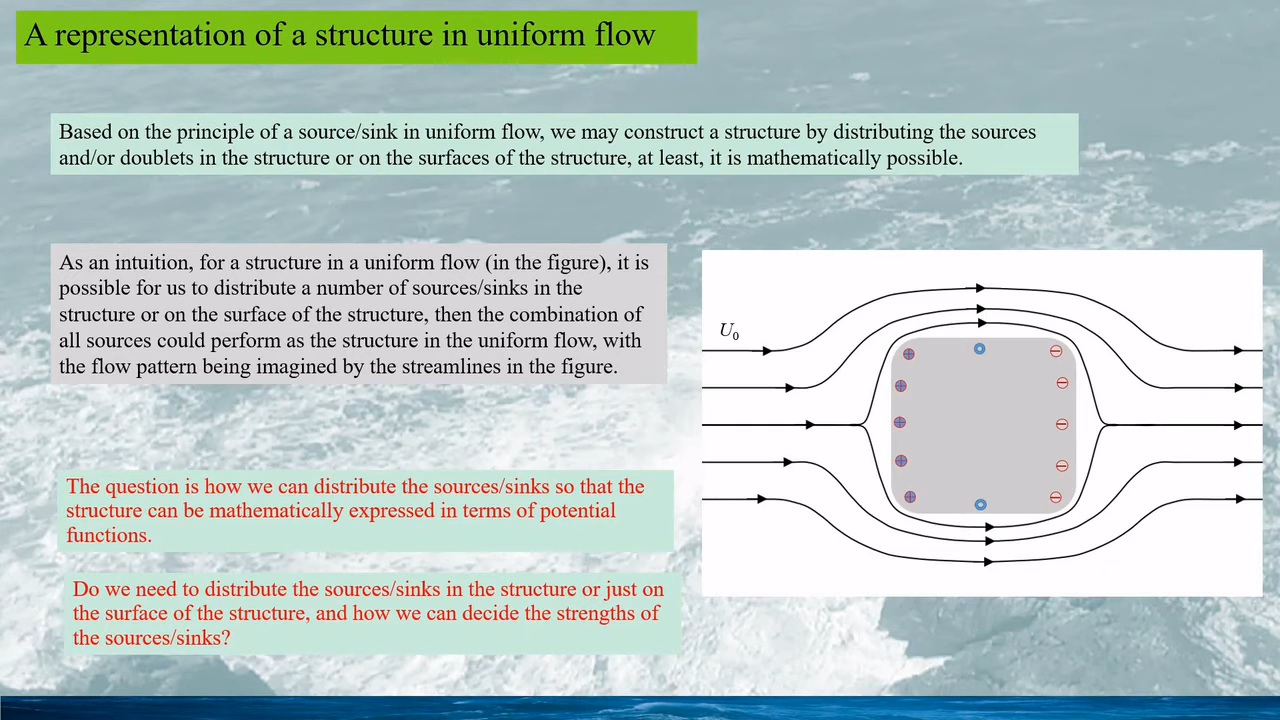 A representation of a structure in uniform flow
Based on the principle of a source/sink in uniform flow, we may construct a structure by distributing the sources
and/or doublets in the structure or on the surfaces of the structure, at least, it is mathematically possible.
As an intuition, for a structure in a uniform flow (in the figure), it is
possible for us to distribute a number of sources/sinks in the
structure or on the surface of the structure, then the combination of
all sources could perform as the structure in the uniform flow, with
the flow pattern being imagined by the streamlines in the figure.
U₀
The question is how we can distribute the sources/sinks so that the
structure can be mathematically expressed in terms of potential
functions.
Do we need to distribute the sources/sinks in the structure or just on
the surface of the structure, and how we can decide the strengths of
the sources/sinks?